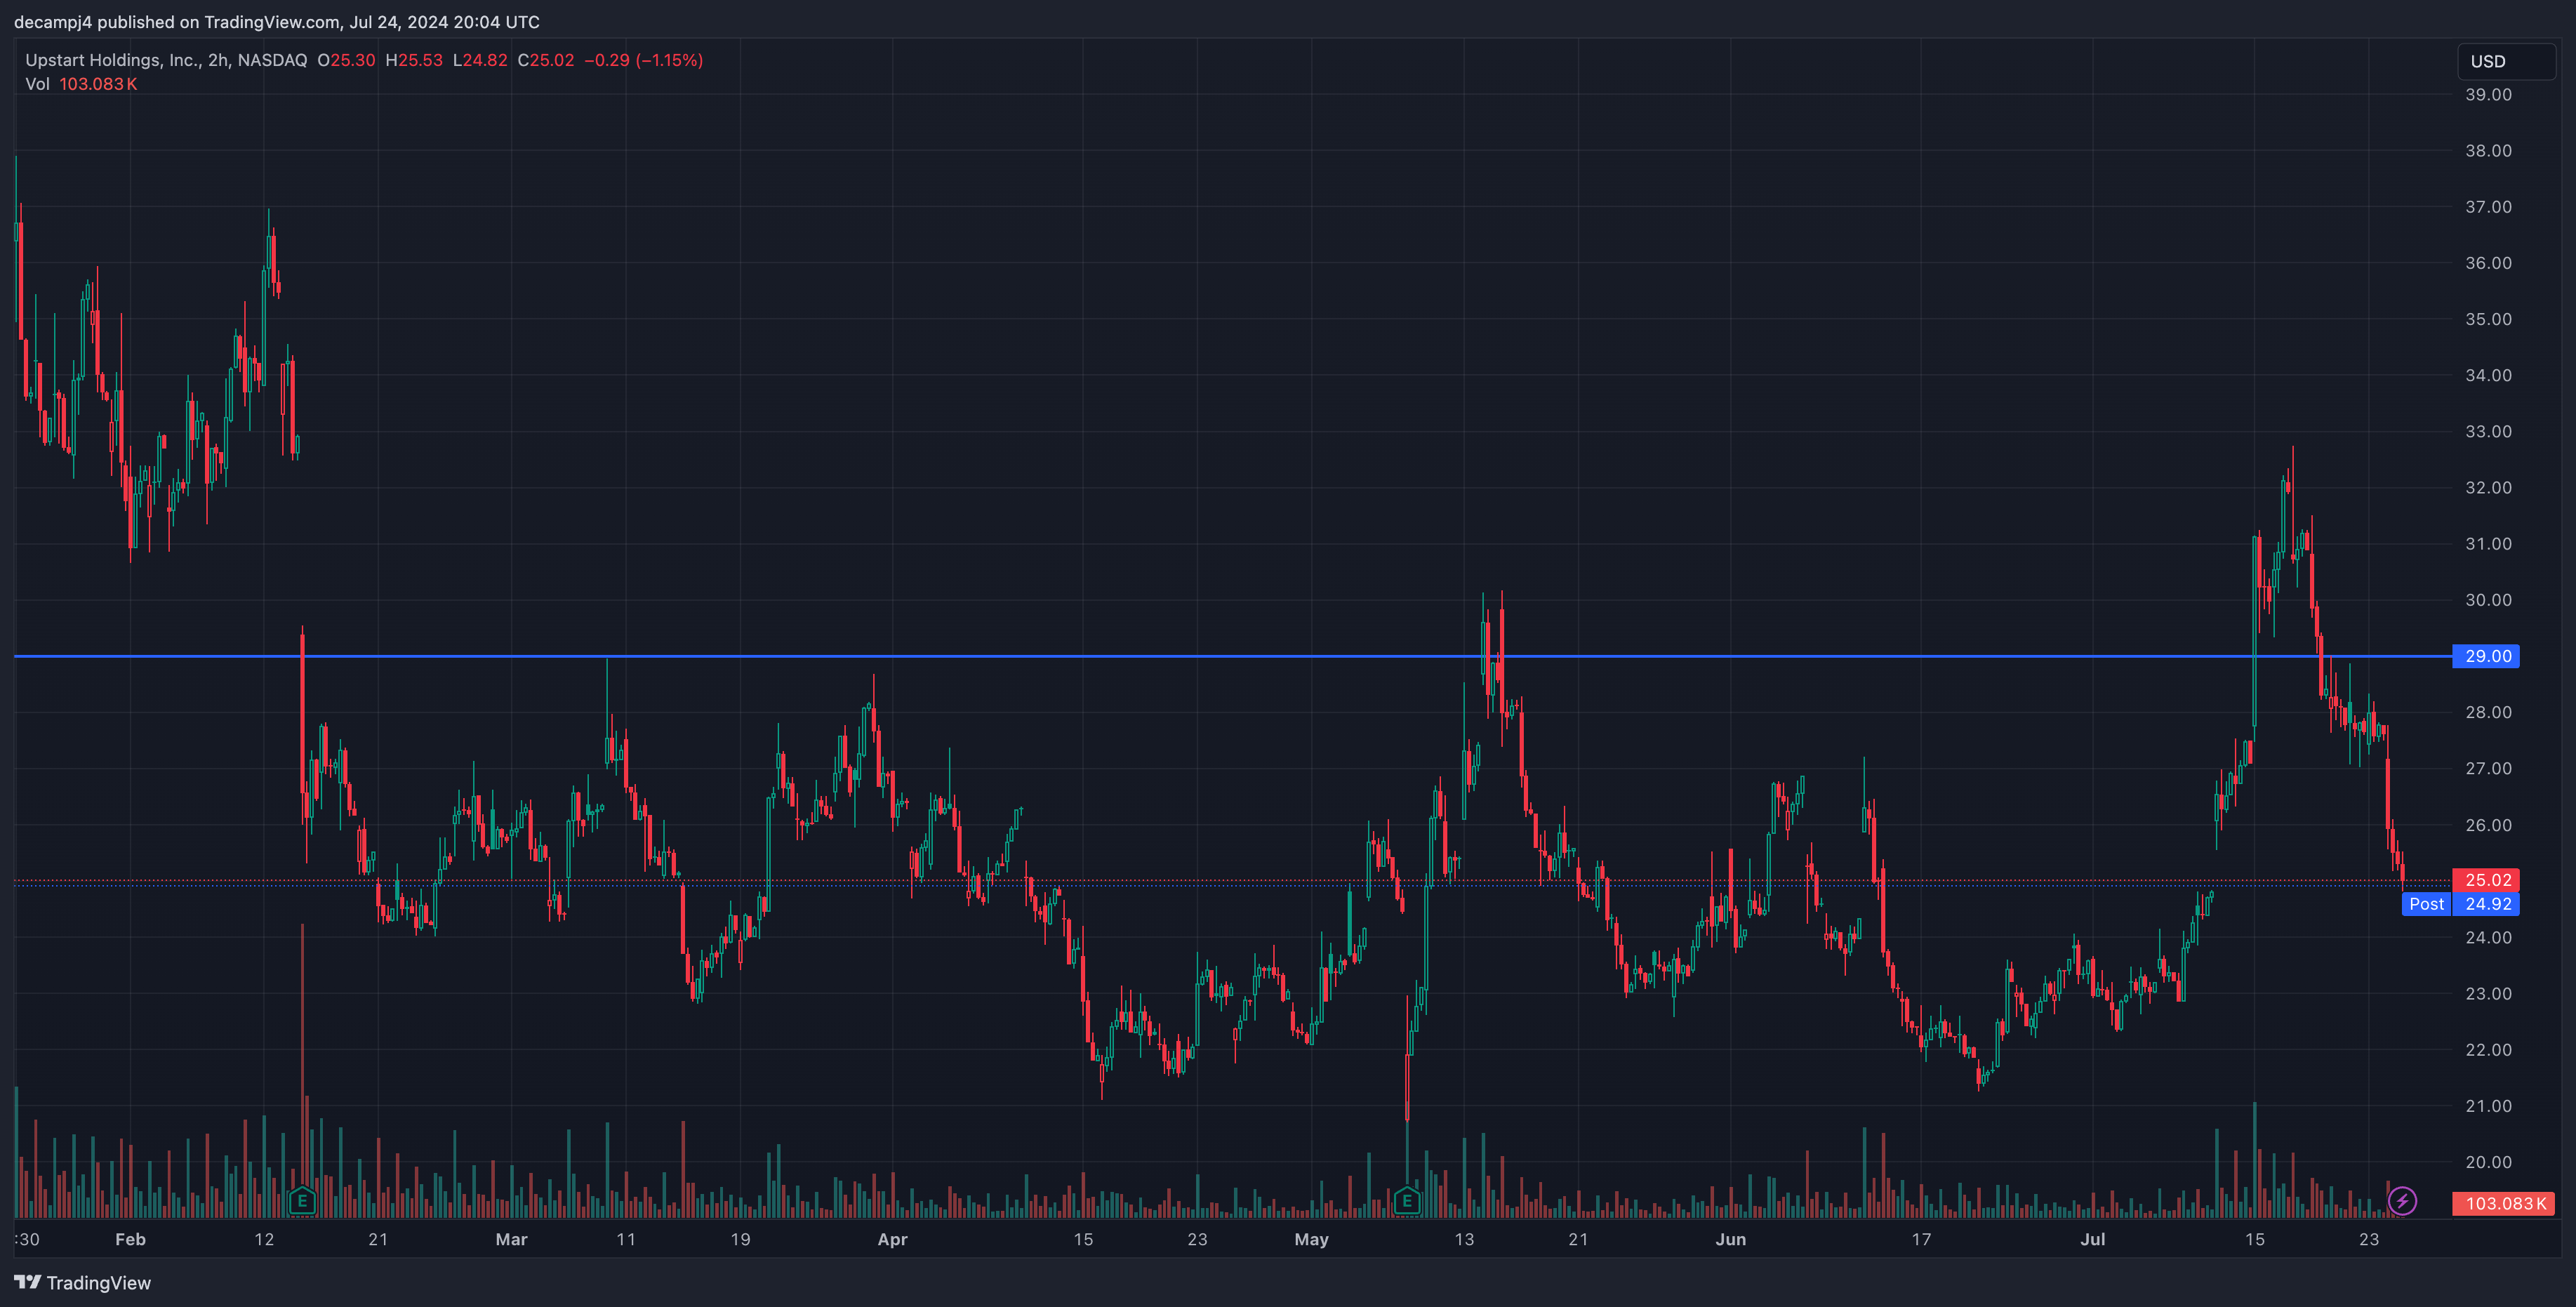 decampj4 published on TradingView.com, Jul 24, 2024 20:04 UTC
Upstart Holdings, Inc., 2h, NASDAQ O25.30 H25.53 L24.82 C25.02 −0.29 (−1.15%)
Vol 103.083K
USD
39.00
38.00
37.00
36.00
35.00
34.00
33.00
32.00
31.00
30.00
29.00
28.00
27.00
26.00
25.02
Post 24.92
24.00
23.00
22.00
21.00
20.00
E
E
103.083K
:30 Feb 12 21 Mar 11 19 Apr 15 23 May 13 21 Jun 17 Jul 15 23
TradingView